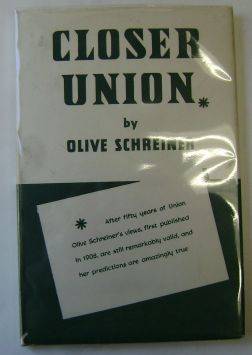 CLOSER
UNION*
by
OLIVE SCHREINER
* After fifty years of Union
Olive Schreiner's views, first published
in 1908, are still remarkably valid, and
her predictions are amazingly true